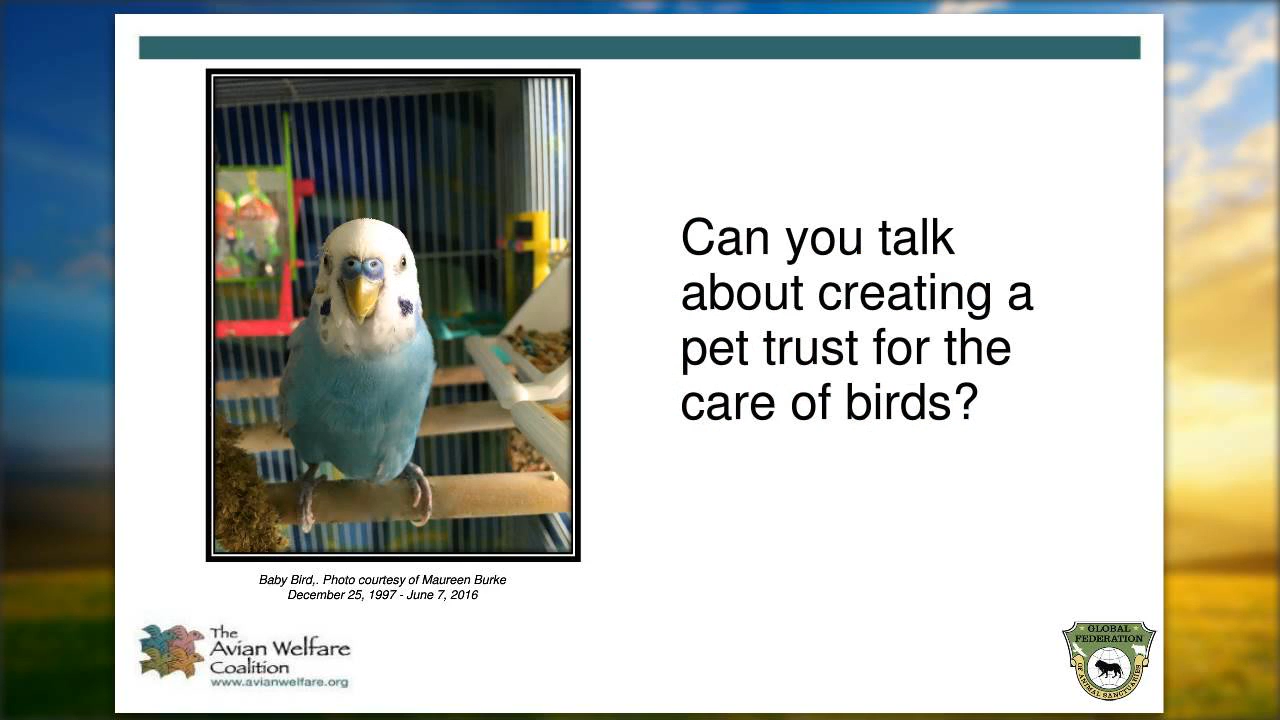 Can you talk
about creating a
pet trust for the
care of birds?
Baby Bird,. Photo courtesy of Maureen Burke
December 25, 1997 - June 7, 2016
The
Avian Welfare
Coalition
www.avianwelfare.org
GLOBAL
FEDERATION
OF ANIMAL SANCTUARIES